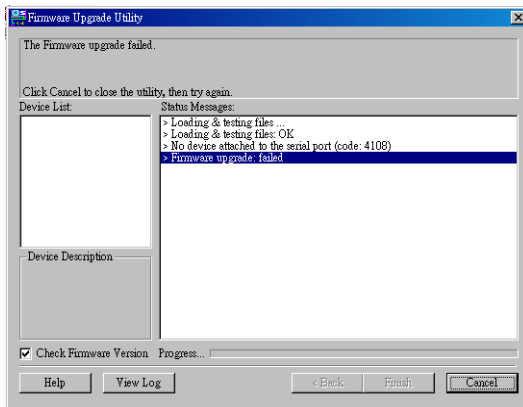 Firmware Upgrade Utility
The Firmware upgrade failed.
Click Cancel to close the utility, then try again.
Device List:
Status Messages:
> Loading & testing files ...
> Loading & testing files: OK
> No device attached to the serial port (code: 4108)
> Firmware upgrade: failed
Device Description
Check Firmware Version
Progress...
Help
View Log
< Back
Finish
Cancel